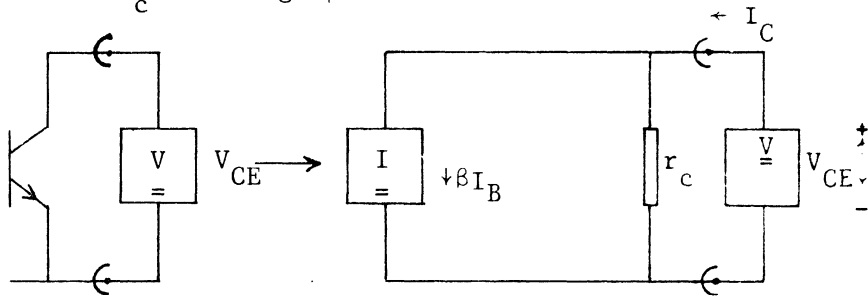 c
← I_C
V
=
V_CE
I
=
↓βI_B
r_c
V
=
V_CE
+
-